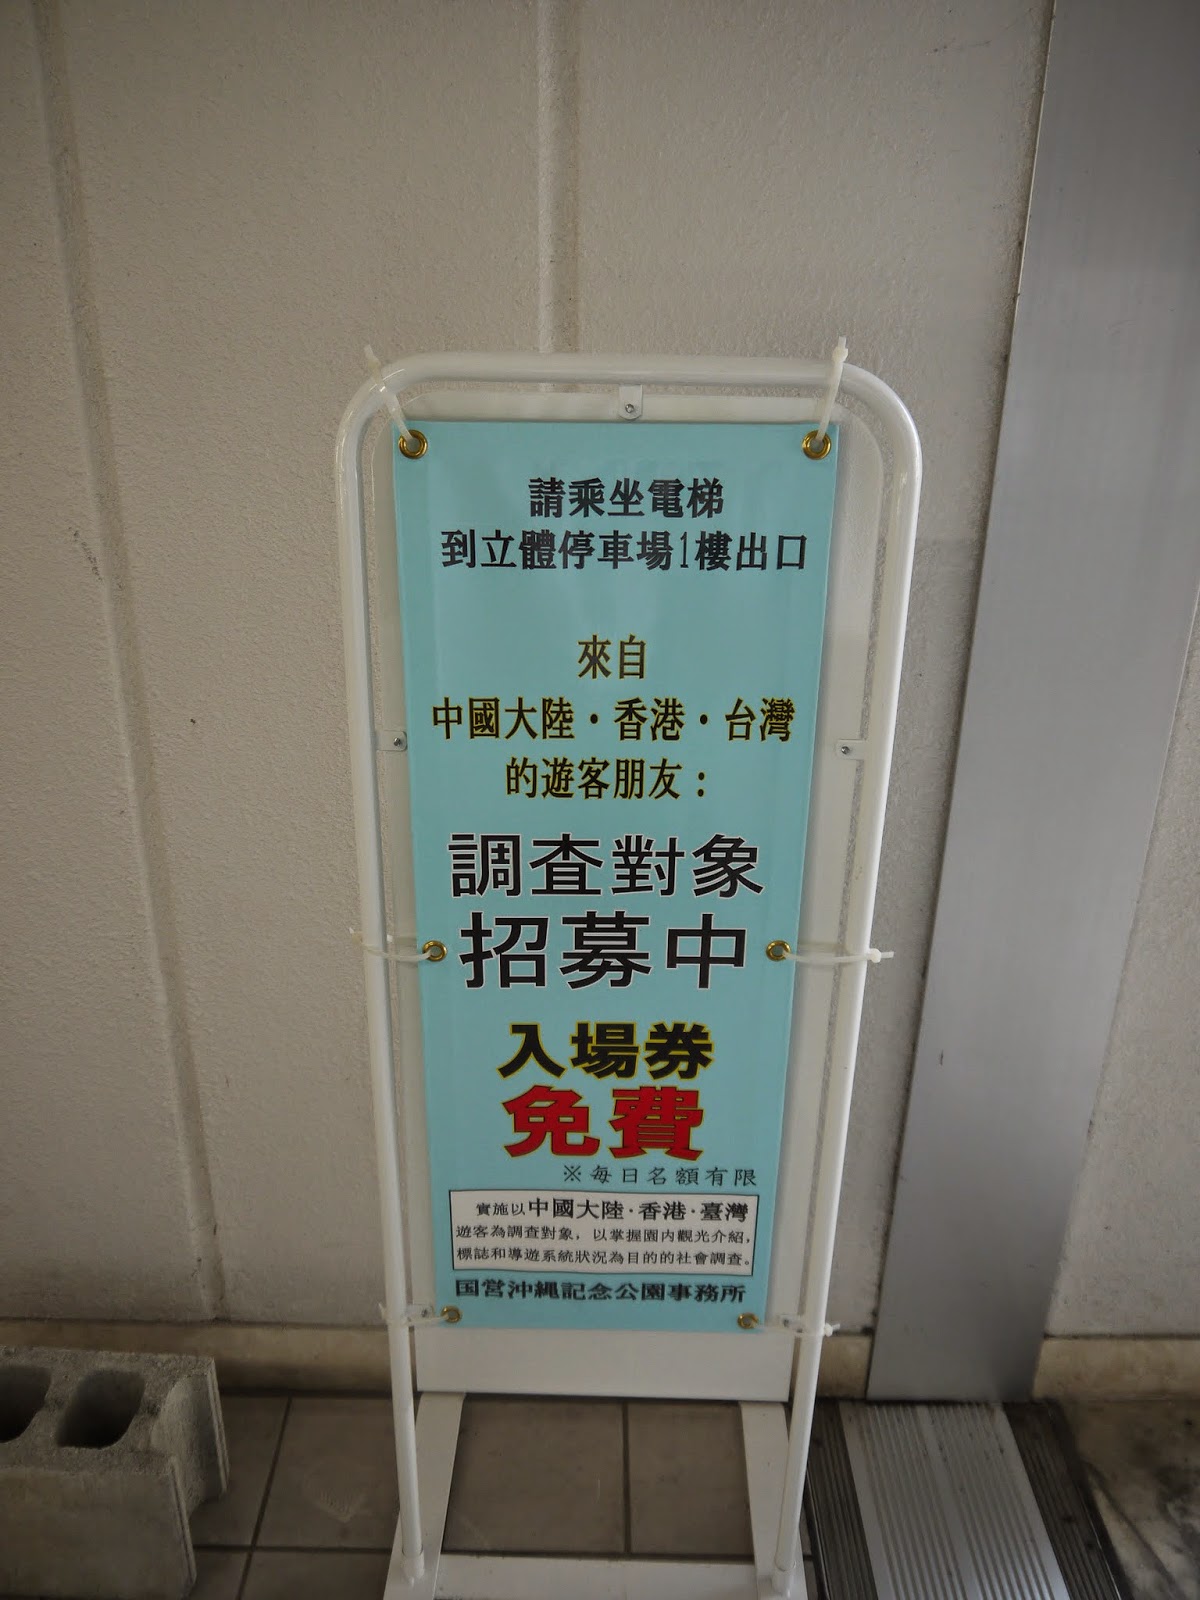 請乘坐電梯
到立體停車場1樓出口
來自
中國大陸・香港・台灣
的遊客朋友：
調査對象
招募中
入場券
免費
※每日名額有限
實施以中國大陸・香港・臺灣
遊客為調查對象，以掌握園内觀光介紹，
標誌和導遊系統狀況為目的的社會調查。
国営沖縄記念公園事務所